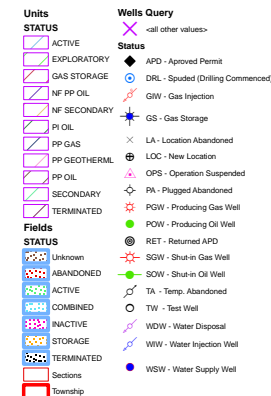 Units
STATUS
ACTIVE
EXPLORATORY
GAS STORAGE
NF PP OIL
NF SECONDARY
PI OIL
PP GAS
PP GEOTHERML
PP OIL
SECONDARY
TERMINATED
Fields
STATUS
Unknown
ABANDONED
ACTIVE
COMBINED
INACTIVE
STORAGE
TERMINATED
Sections
Township
Wells Query
<all other values>
Status
APD - Aproved Permit
DRL - Spuded (Drilling Commenced)
GIW - Gas Injection
GS - Gas Storage
LA - Location Abandoned
LOC - New Location
OPS - Operation Suspended
PA - Plugged Abandoned
PGW - Producing Gas Well
POW - Producing Oil Well
RET - Returned APD
SGW - Shut-in Gas Well
SOW - Shut-in Oil Well
TA - Temp. Abandoned
TW - Test Well
WDW - Water Disposal
WIW - Water Injection Well
WSW - Water Supply Well